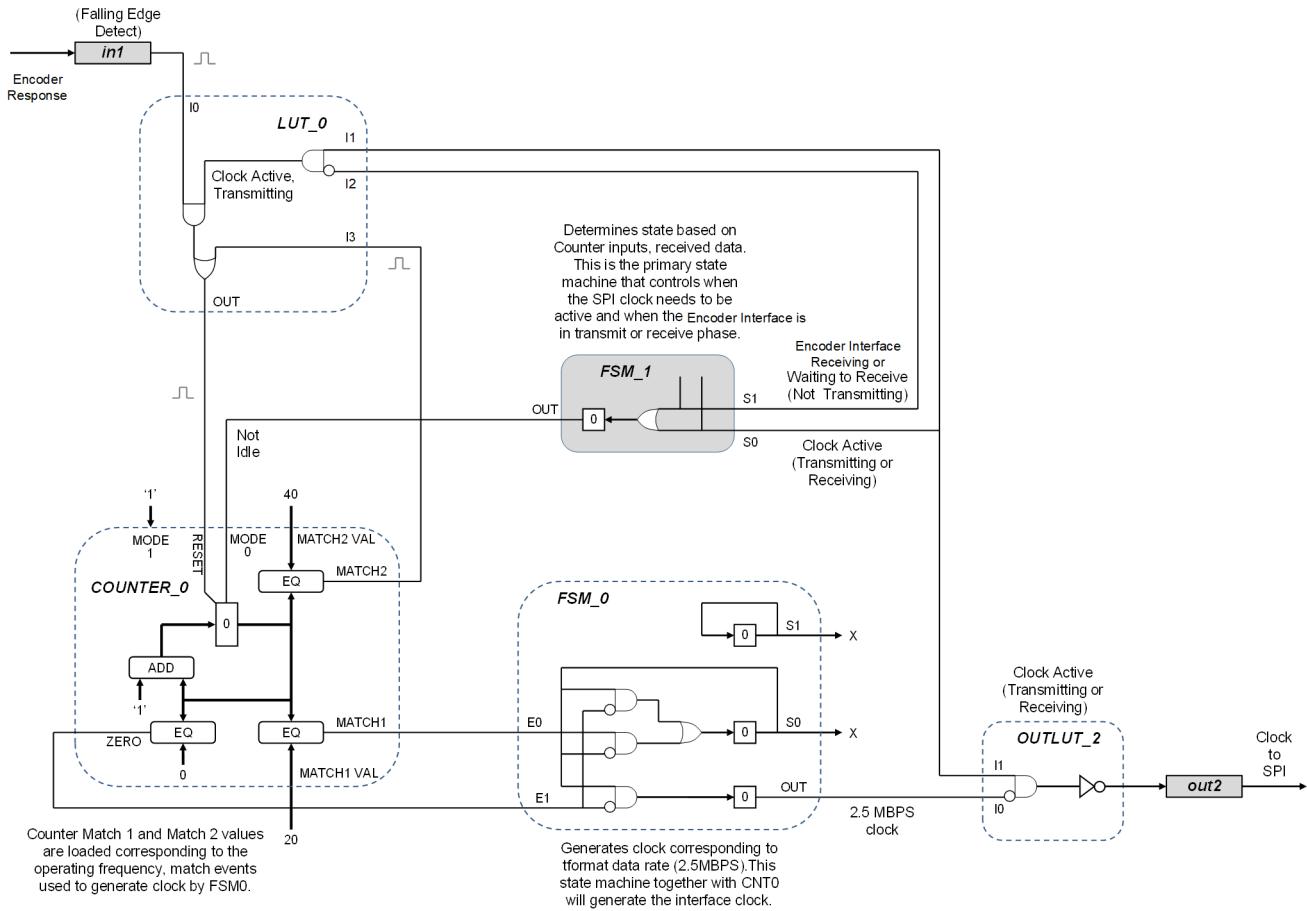 (Falling Edge
Detect)
in1
Encoder
Response
I0
LUT_0
I1
I2
Clock Active,
Transmitting
I3
OUT
Determines state based on
Counter inputs, received data.
This is the primary state
machine that controls when
the SPI clock needs to be
active and when the Encoder Interface is
in transmit or receive phase.
FSM_1
OUT
0
S1
S0
Encoder Interface
Receiving or
Waiting to Receive
(Not Transmitting)
Clock Active
(Transmitting or
Receiving)
Not
Idle
'1'
MODE
1
RESET
MODE
0
40
MATCH2 VAL
COUNTER_0
EQ
MATCH2
0
ADD
'1'
ZERO
EQ
0
EQ
MATCH1
MATCH1 VAL
20
Counter Match 1 and Match 2 values
are loaded corresponding to the
operating frequency, match events
used to generate clock by FSM0.
FSM_0
0
S1
X
E0
0
S0
X
E1
0
OUT
2.5 MBPS
clock
Generates clock corresponding to
tformat data rate (2.5MBPS).This
state machine together with CNT0
will generate the interface clock.
Clock Active
(Transmitting or
Receiving)
OUTLUT_2
I1
I0
out2
Clock
to
SPI